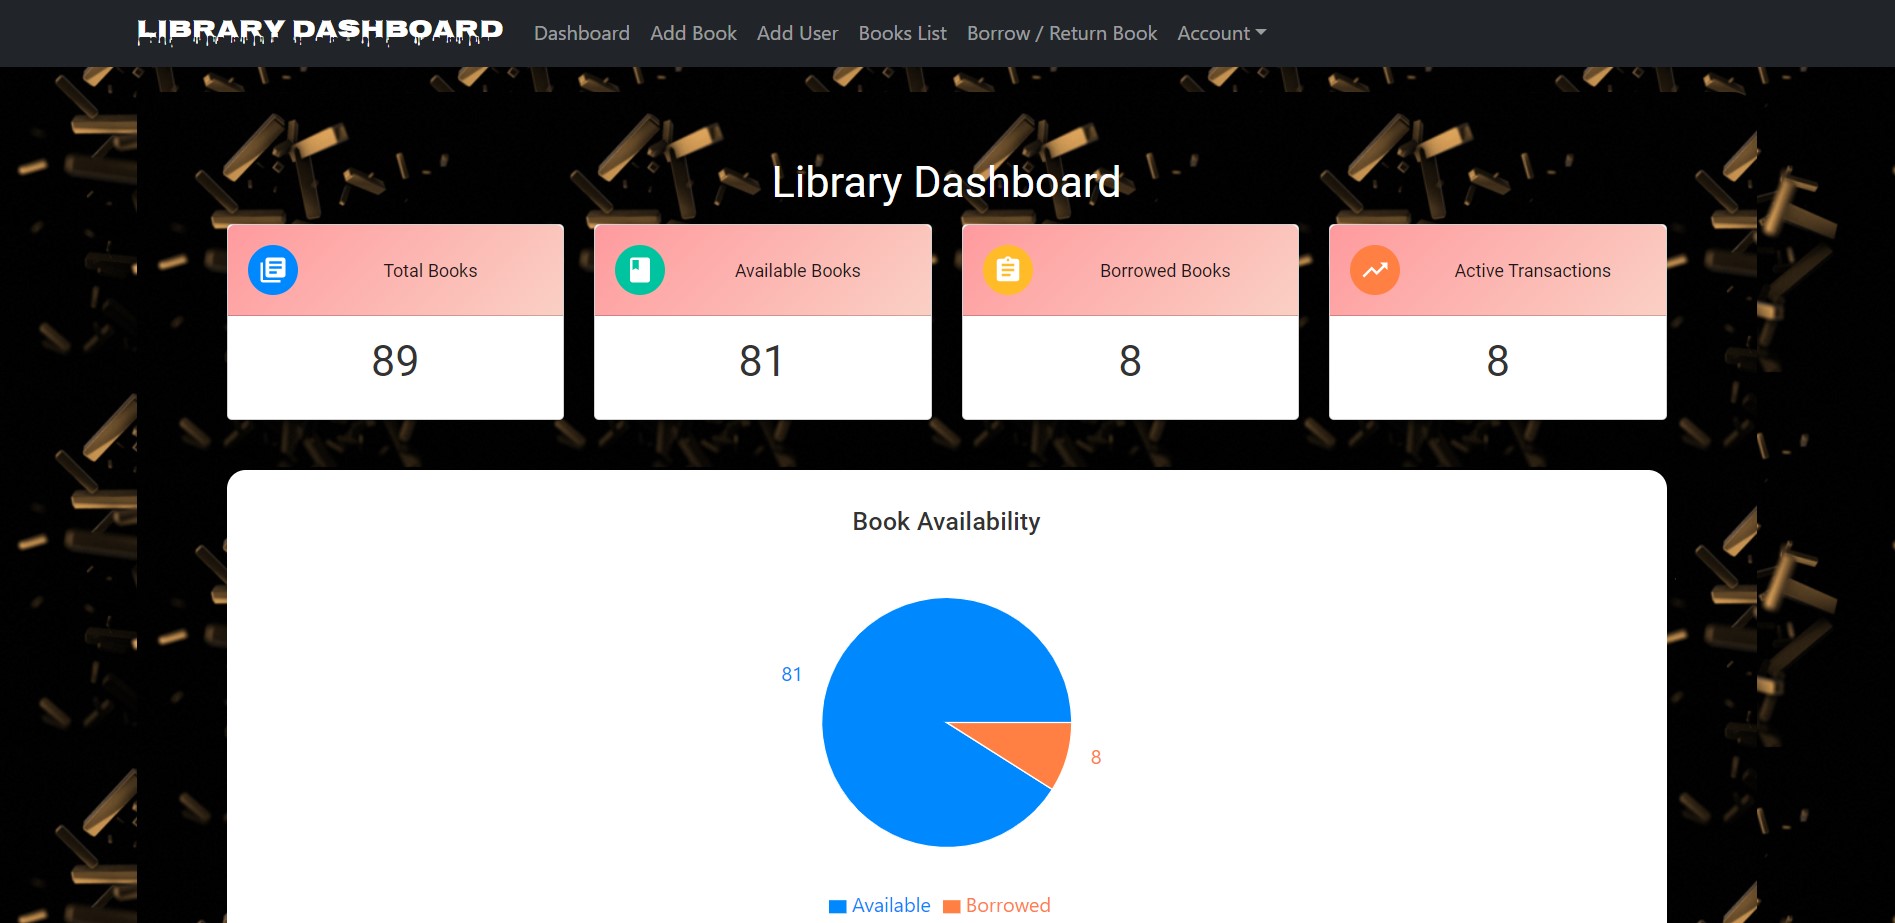 LIBRARY DASHBOARD Dashboard Add Book Add User Books List Borrow / Return Book Account
Library Dashboard
Total Books
89
Available Books
81
Borrowed Books
8
Active Transactions
8
Book Availability
81
8
Available Borrowed